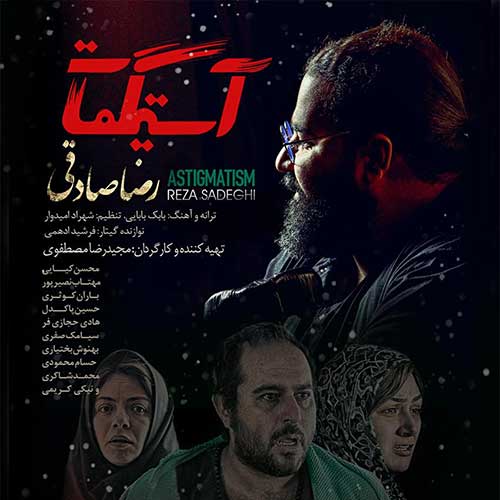 آستیگمات
رضا صادقی
ASTIGMATISM
REZA SADEGHI
ترانه و آهنگ: بابک بابایی. تنظیم: شهراد امیدوار
نوازنده گیتار: فرشید ادهمی
تهیه کننده و کارگردان: مجیدرضا مصطفوی
محسن کیایی
مهتاب نصیرپور
باران کوثری
حسین پاکدل
هادی حجازی فر
سیامک صفری
بهنوش بختیاری
حسام محمودی
محمد شاکری
و نیکی کریمی